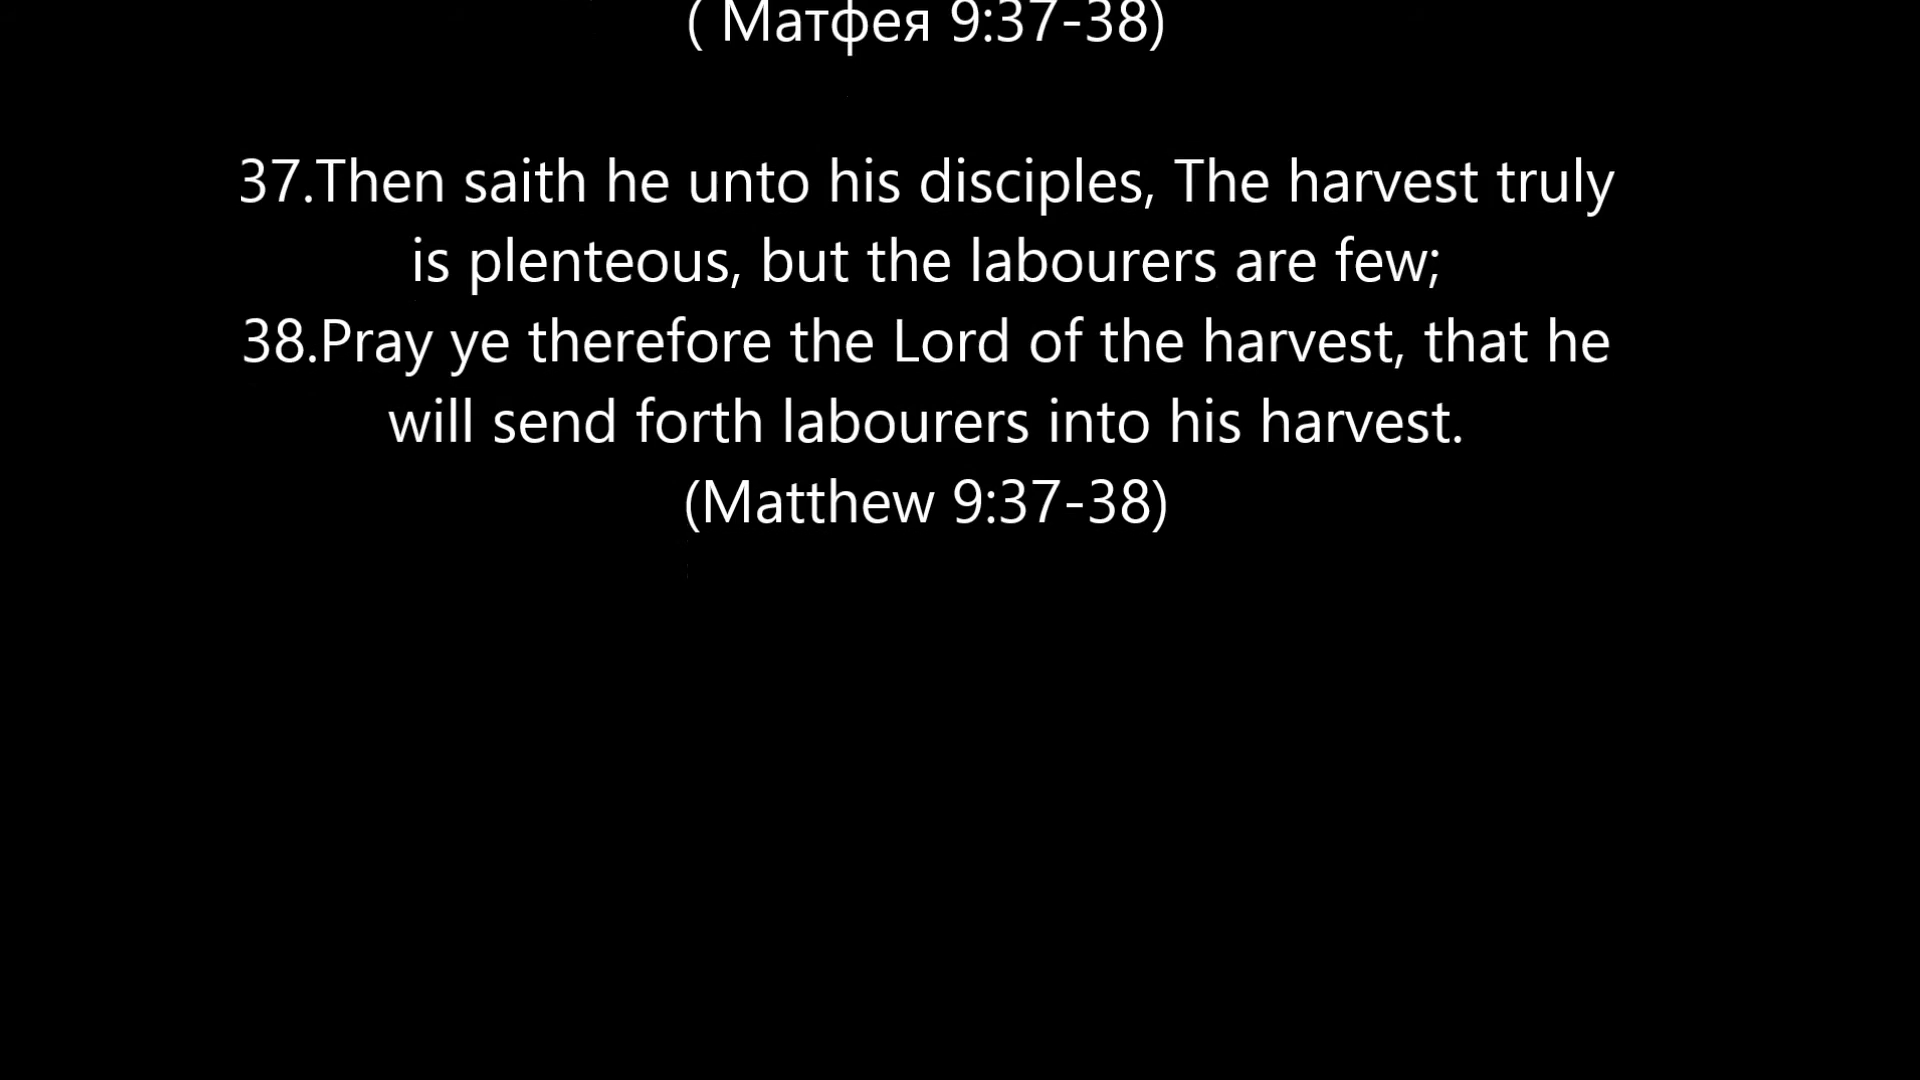 ( Матфея 9:37-38)
37.Then saith he unto his disciples, The harvest truly
is plenteous, but the labourers are few;
38.Pray ye therefore the Lord of the harvest, that he
will send forth labourers into his harvest.
(Matthew 9:37-38)